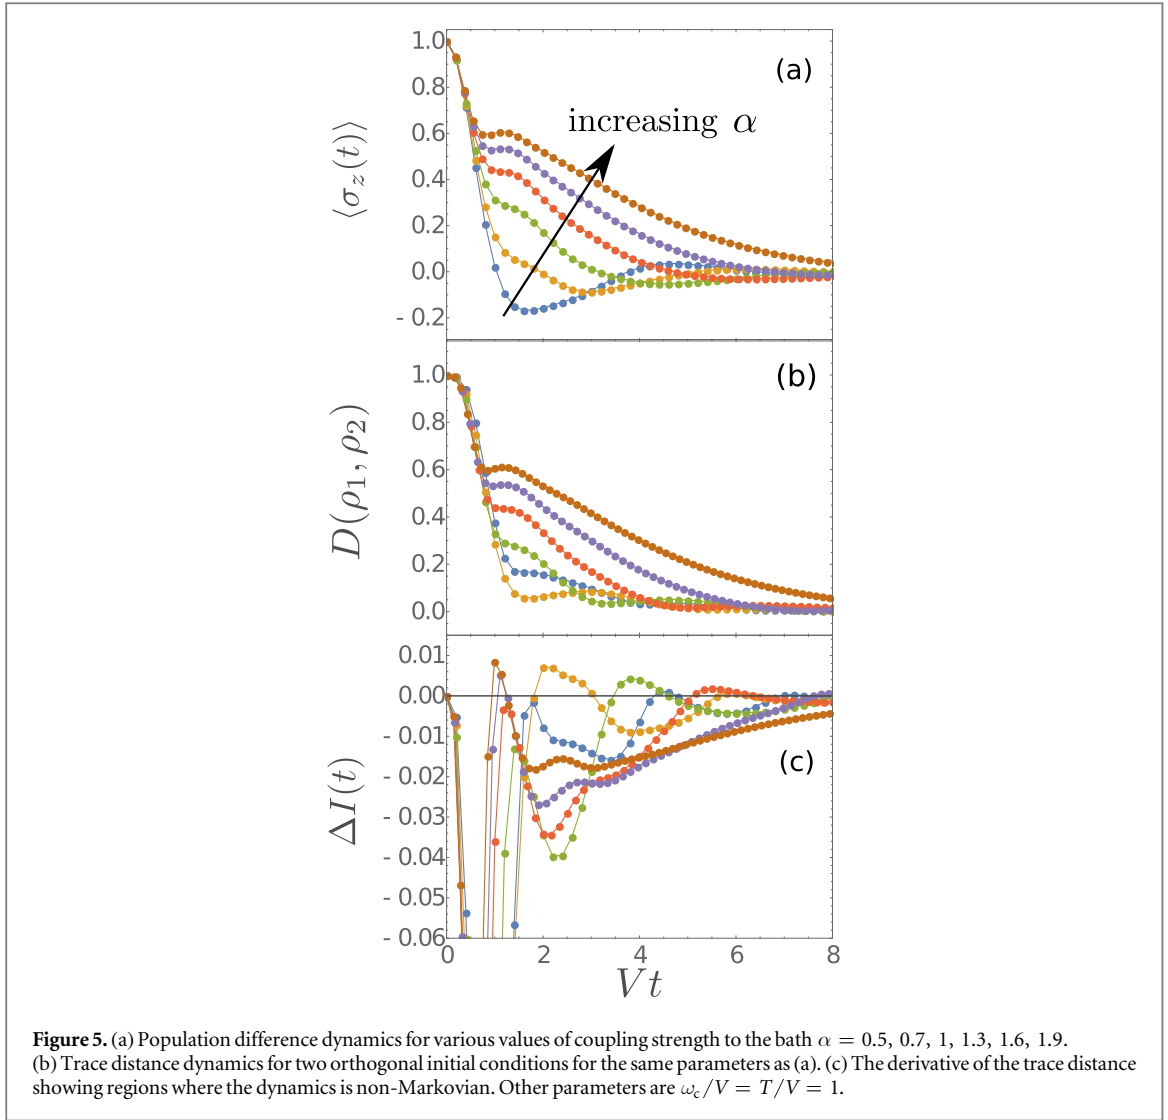 (a)
increasing α
⟨σz(t)⟩
1.0
0.8
0.6
0.4
0.2
0.0
- 0.2
(b)
D(ρ1, ρ2)
1.0
0.8
0.6
0.4
0.2
0.0
(c)
ΔI(t)
0.01
0.00
- 0.01
- 0.02
- 0.03
- 0.04
- 0.05
- 0.06
0 2 4 6 8
Vt
Figure 5. (a) Population difference dynamics for various values of coupling strength to the bath α = 0.5, 0.7, 1, 1.3, 1.6, 1.9.
(b) Trace distance dynamics for two orthogonal initial conditions for the same parameters as (a). (c) The derivative of the trace distance
showing regions where the dynamics is non-Markovian. Other parameters are ωc/V = T/V = 1.